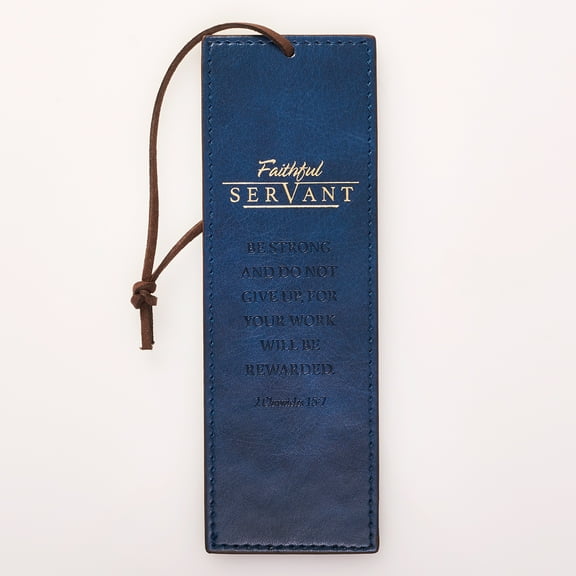 Faithful
SERVANT
BE STRONG
AND DO NOT
GIVE UP, FOR
YOUR WORK
WILL BE
REWARDED.
2 Chronicles 15:7